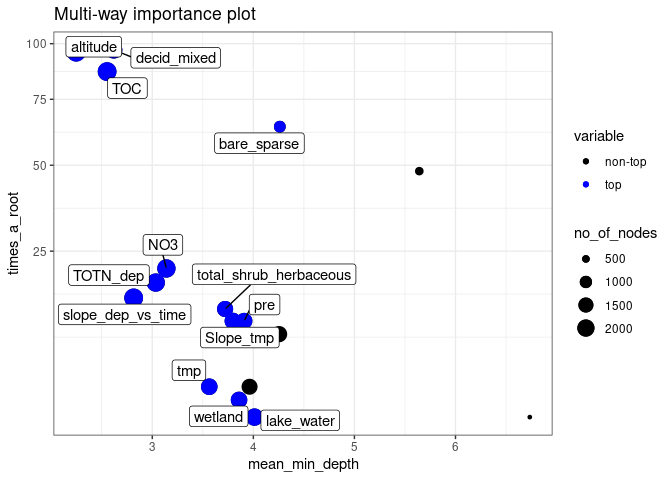 Multi-way importance plot
times_a_root
100
75
50
25
altitude
decid_mixed
TOC
bare_sparse
NO3
TOTN_dep
total_shrub_herbaceous
slope_dep_vs_time
pre
Slope_tmp
tmp
wetland
lake_water
3
4
5
6
mean_min_depth
variable
non-top
top
no_of_nodes
500
1000
1500
2000